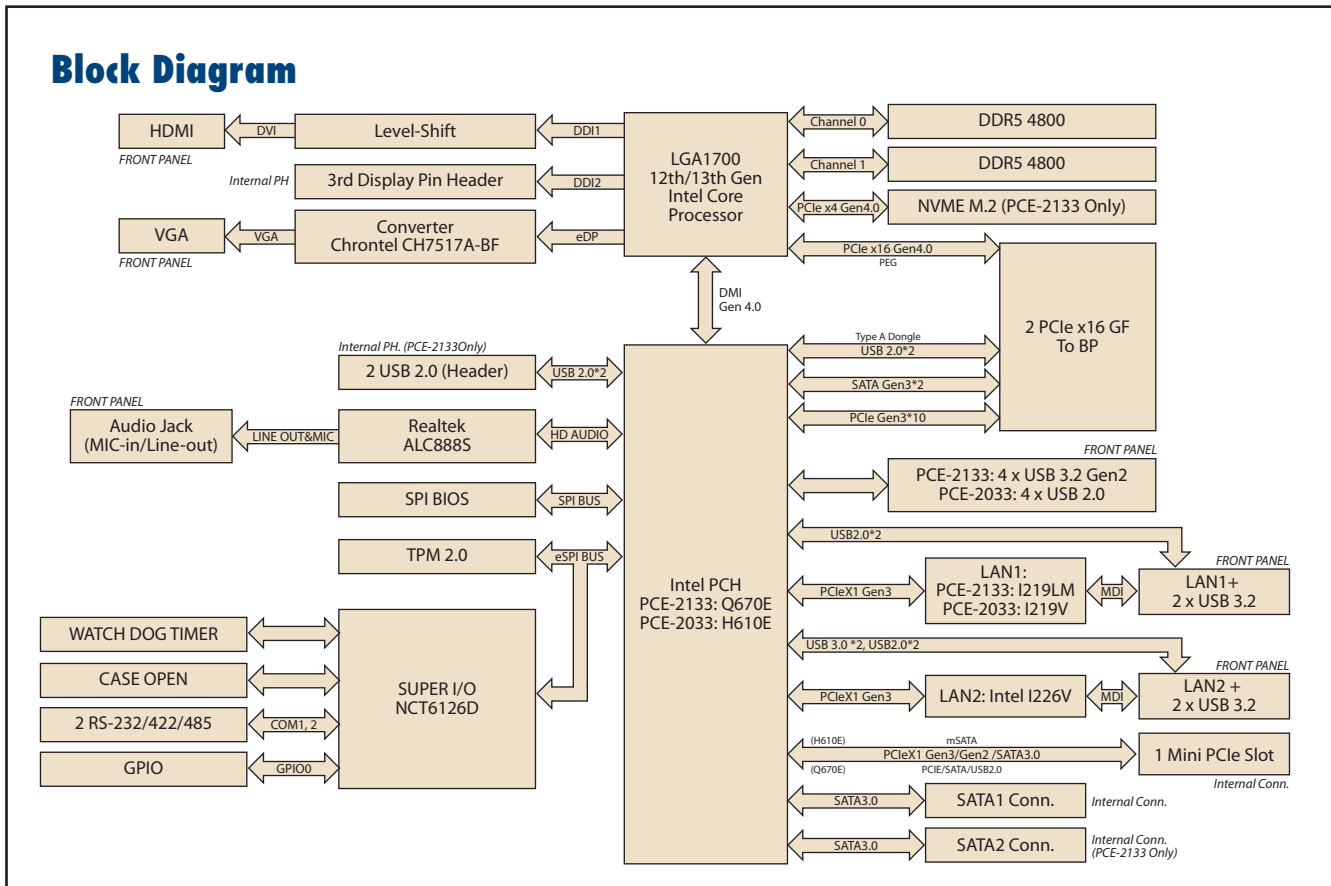 Block Diagram
HDMI
FRONT PANEL
DVI
Level-Shift
DDI1
Internal PH
3rd Display Pin Header
DDI2
VGA
FRONT PANEL
VGA
Converter
Chrontel CH7517A-BF
eDP
LGA1700
12th/13th Gen
Intel Core
Processor
Channel 0
DDR5 4800
Channel 1
DDR5 4800
PCIe x4 Gen4.0
NVME M.2 (PCE-2133 Only)
PCIe x16 Gen4.0
PEG
DMI
Gen 4.0
2 PCIe x16 GF
To BP
Type A Dongle
USB 2.0*2
SATA Gen3*2
PCIe Gen3*10
Internal PH. (PCE-2133Only)
2 USB 2.0 (Header)
USB 2.0*2
FRONT PANEL
Audio Jack
(MIC-in/Line-out)
LINE OUT&MIC
Realtek
ALC888S
HD AUDIO
SPI BIOS
SPI BUS
TPM 2.0
eSPI BUS
WATCH DOG TIMER
CASE OPEN
2 RS-232/422/485
COM1, 2
GPIO
GPIO0
SUPER I/O
NCT6126D
Intel PCH
PCE-2133: Q670E
PCE-2033: H610E
FRONT PANEL
PCE-2133: 4 x USB 3.2 Gen2
PCE-2033: 4 x USB 2.0
USB2.0*2
FRONT PANEL
PCIeX1 Gen3
LAN1:
PCE-2133: I219LM
PCE-2033: I219V
MDI
LAN1+
2 x USB 3.2
USB 3.0 *2, USB2.0*2
FRONT PANEL
PCIeX1 Gen3
LAN2: Intel I226V
MDI
LAN2 +
2 x USB 3.2
(H610E) mSATA
PCIeX1 Gen3/Gen2 /SATA3.0
(Q670E) PCIE/SATA/USB2.0
1 Mini PCIe Slot
Internal Conn.
SATA3.0
SATA1 Conn.
Internal Conn.
SATA3.0
SATA2 Conn.
Internal Conn.
(PCE-2133 Only)